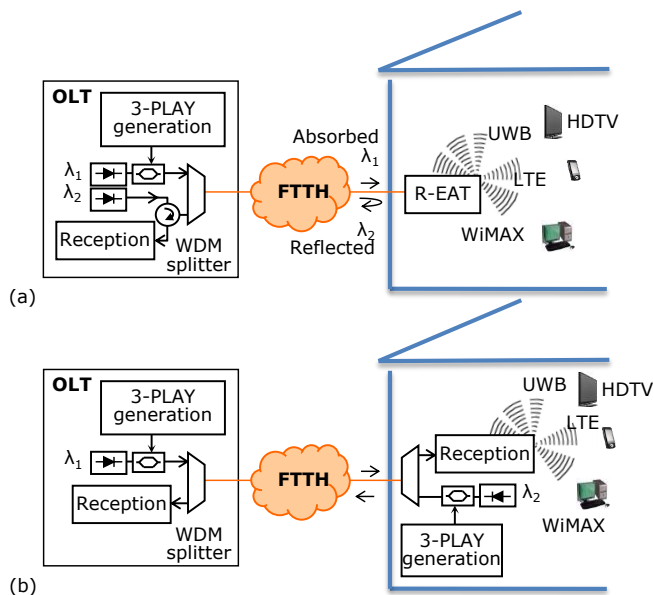 OLT
3-PLAY
generation
λ1
λ2
Reception
WDM
splitter
FTTH
Absorbed
λ1
λ2
Reflected
R-EAT
UWB
LTE
WiMAX
HDTV
(a)
OLT
3-PLAY
generation
λ1
Reception
WDM
splitter
FTTH
Reception
λ2
3-PLAY
generation
UWB
HDTV
LTE
WiMAX
(b)